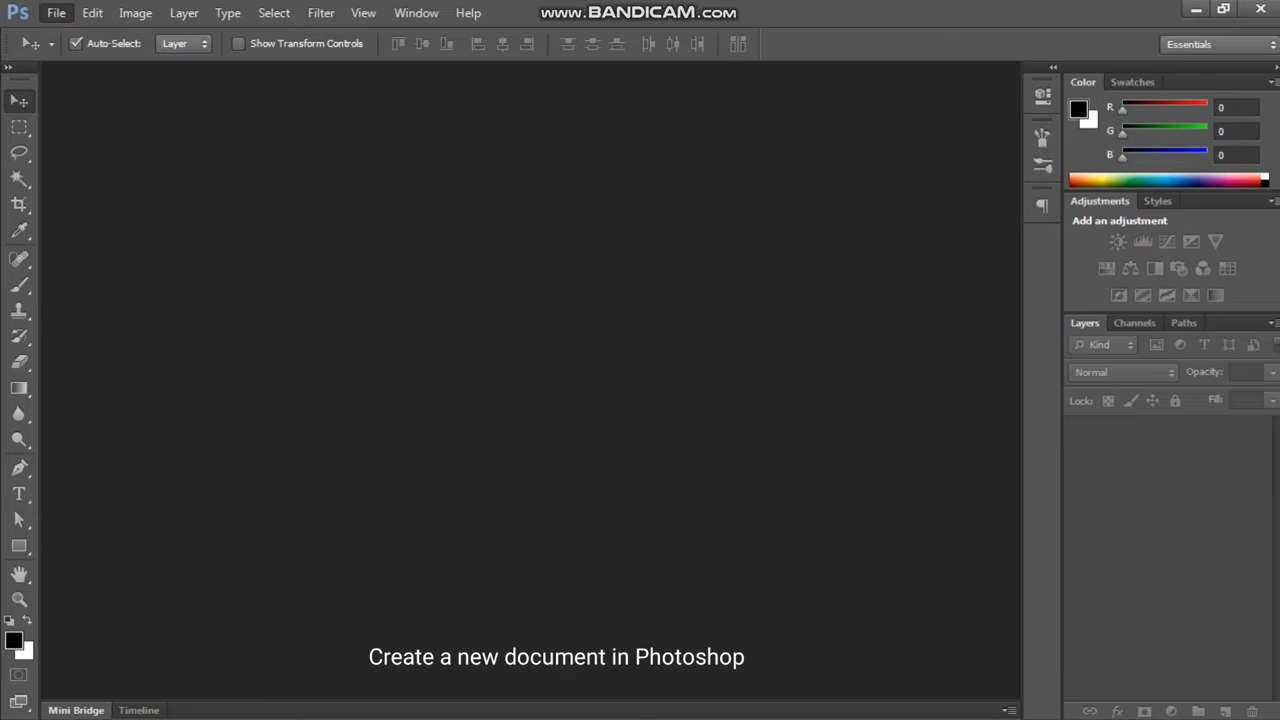 Ps File Edit Image Layer Type Select Filter View Window Help www.BANDICAM.com
Auto-Select: Layer Show Transform Controls Essentials
Color Swatches
R 0
G 0
B 0
Adjustments Styles
Add an adjustment
Layers Channels Paths
Kind
Normal Opacity:
Lock: Fill:
Create a new document in Photoshop
Mini Bridge Timeline